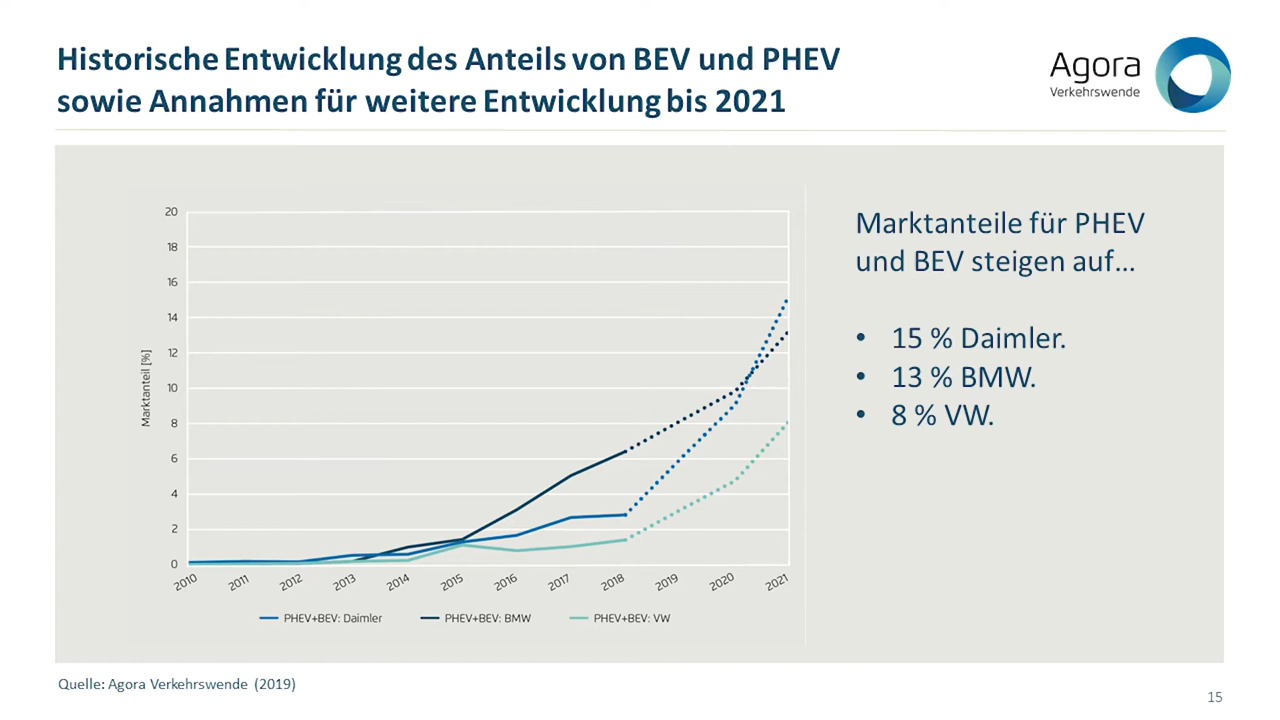 Historische Entwicklung des Anteils von BEV und PHEV
sowie Annahmen für weitere Entwicklung bis 2021
Agora
Verkehrswende
20
18
16
14
12
10
8
6
4
2
0
Marktanteil [%]
2010
2011
2012
2013
2014
2015
2016
2017
2018
2019
2020
2021
PHEV+BEV: Daimler
PHEV+BEV: BMW
PHEV+BEV: VW
Marktanteile für PHEV
und BEV steigen auf...
• 15 % Daimler.
• 13 % BMW.
• 8 % VW.
Quelle: Agora Verkehrswende (2019)
15